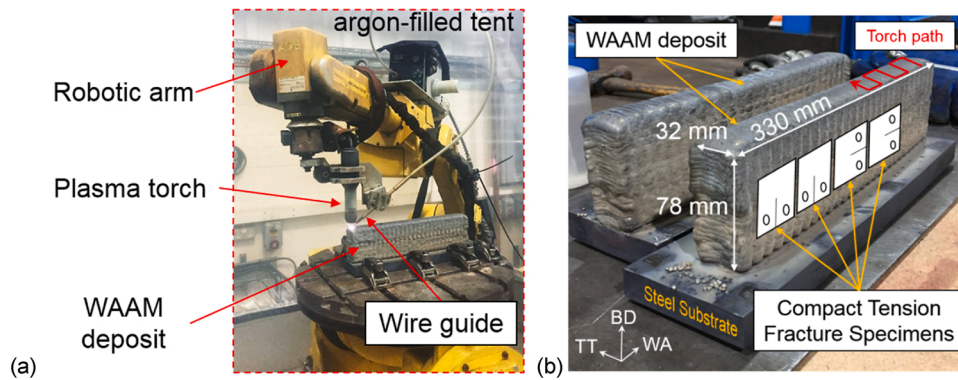 argon-filled tent
Robotic arm
Plasma torch
WAAM
deposit
Wire guide
(a)
WAAM deposit
Torch path
32 mm
330 mm
78 mm
Steel Substrate
Compact Tension
Fracture Specimens
BD
TT
WA
(b)